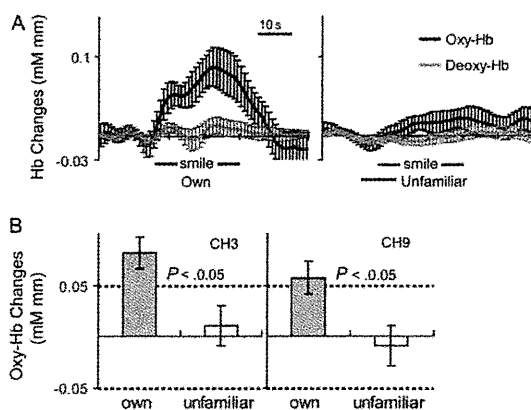 A
10 s
Oxy-Hb
Deoxy-Hb
Hb Changes (mM mm)
0.1
-0.03
smile
smile
Own
Unfamiliar
B
CH3
CH9
P < .05
P < .05
Oxy-Hb Changes
(mM mm)
0.05
-0.05
own
unfamiliar
own
unfamiliar